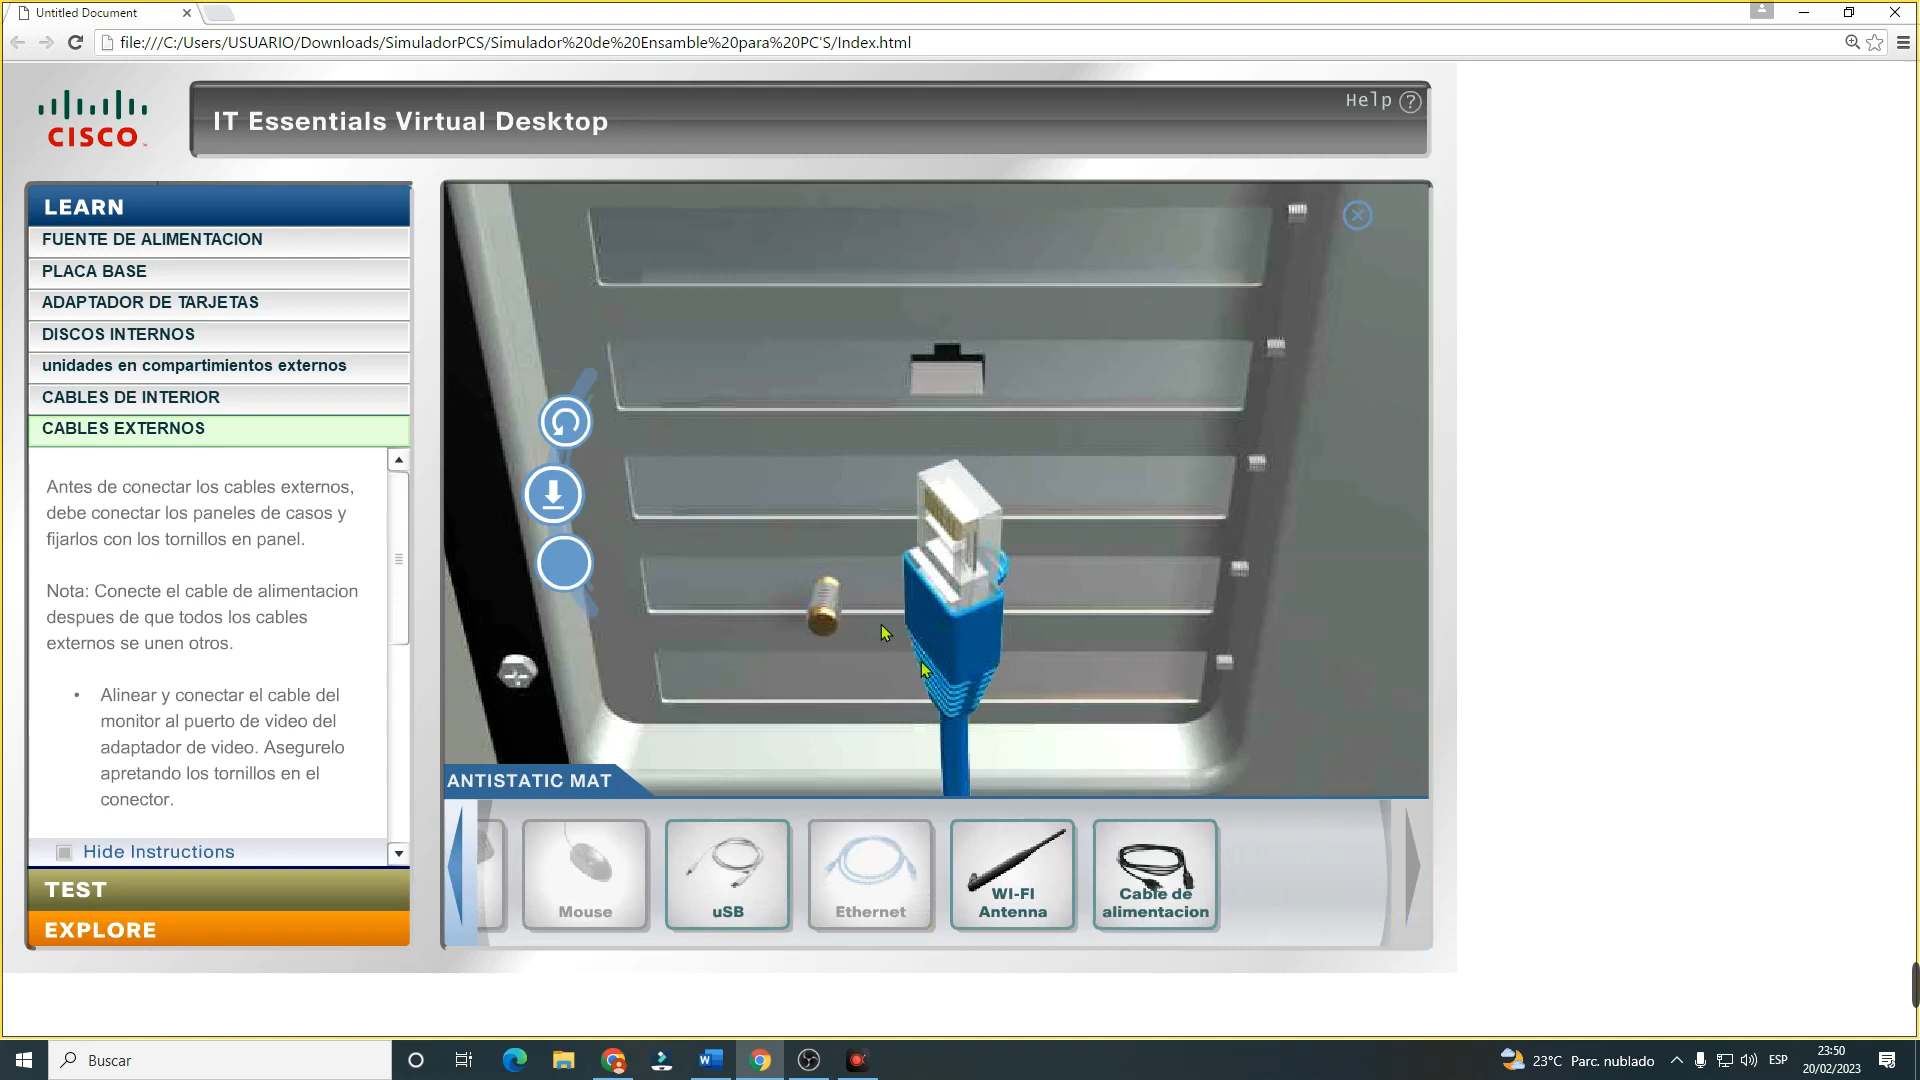 Untitled Document
file:///C:/Users/USUARIO/Downloads/SimuladorPCS/Simulador%20de%20Ensamble%20para%20PC'S/Index.html
CISCO
IT Essentials Virtual Desktop
Help ?
LEARN
FUENTE DE ALIMENTACION
PLACA BASE
ADAPTADOR DE TARJETAS
DISCOS INTERNOS
unidades en compartimientos externos
CABLES DE INTERIOR
CABLES EXTERNOS
Antes de conectar los cables externos,
debe conectar los paneles de casos y
fijarlos con los tornillos en panel.
Nota: Conecte el cable de alimentacion
despues de que todos los cables
externos se unen otros.
• Alinear y conectar el cable del
monitor al puerto de video del
adaptador de video. Asegurelo
apretando los tornillos en el
conector.
Hide Instructions
TEST
EXPLORE
ANTISTATIC MAT
Mouse
uSB
Ethernet
WI-FI
Antenna
Cable de
alimentacion
Buscar
23°C Parc. nublado
ESP
23:50
20/02/2023